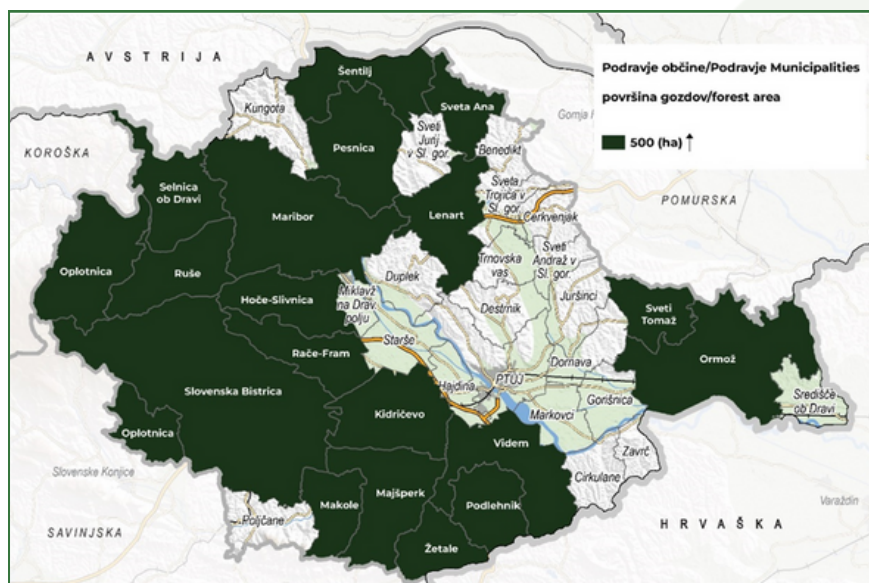 AVSTRIJA
Podravje občine/Podravje Municipalities
površina gozdov/forest area
500 (ha)
Šentilj
Kungota
Sveta Ana
Sveti
Jurij
v Sl. gor.
Pesnica
Benedikt
KOROŠKA
Selnica
ob Dravi
Sveta
Trojica v
Sl. gor.
POMURSKA
Maribor
Lenart
Cerkvenjak
Oplotnica
Ruše
Duplek
Trnovska
vas
Sveti
Andraž v
Sl. gor.
Hoče-Slivnica
Miklavž
na Drav.
polju
Destrnik
Juršinci
Sveti
Tomaž
Starše
Rače-Fram
Ormož
Dornava
PTUJ
Slovenska Bistrica
Hajdina
Gorišnica
Središče
ob Dravi
Kidričevo
Markovci
Oplotnica
Videm
Zavrč
Cirkulane
Slovenske Konjice
Makole
Majšperk
Podlehnik
Varaždin
Poljčane
HRVAŠKA
SAVINJSKA
Žetale